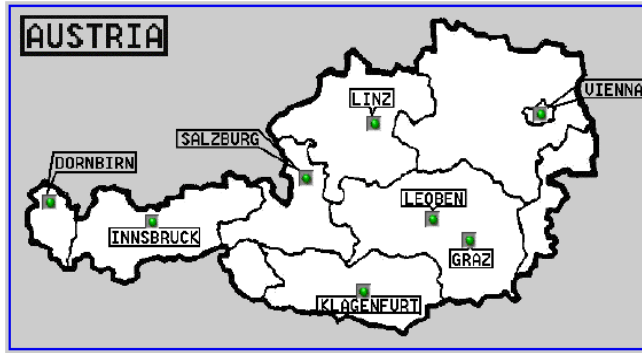 AUSTRIA
LINZ
VIENNA
SALZBURG
DORNBIRN
LEOBEN
INNSBRUCK
GRAZ
KLAGENFURT